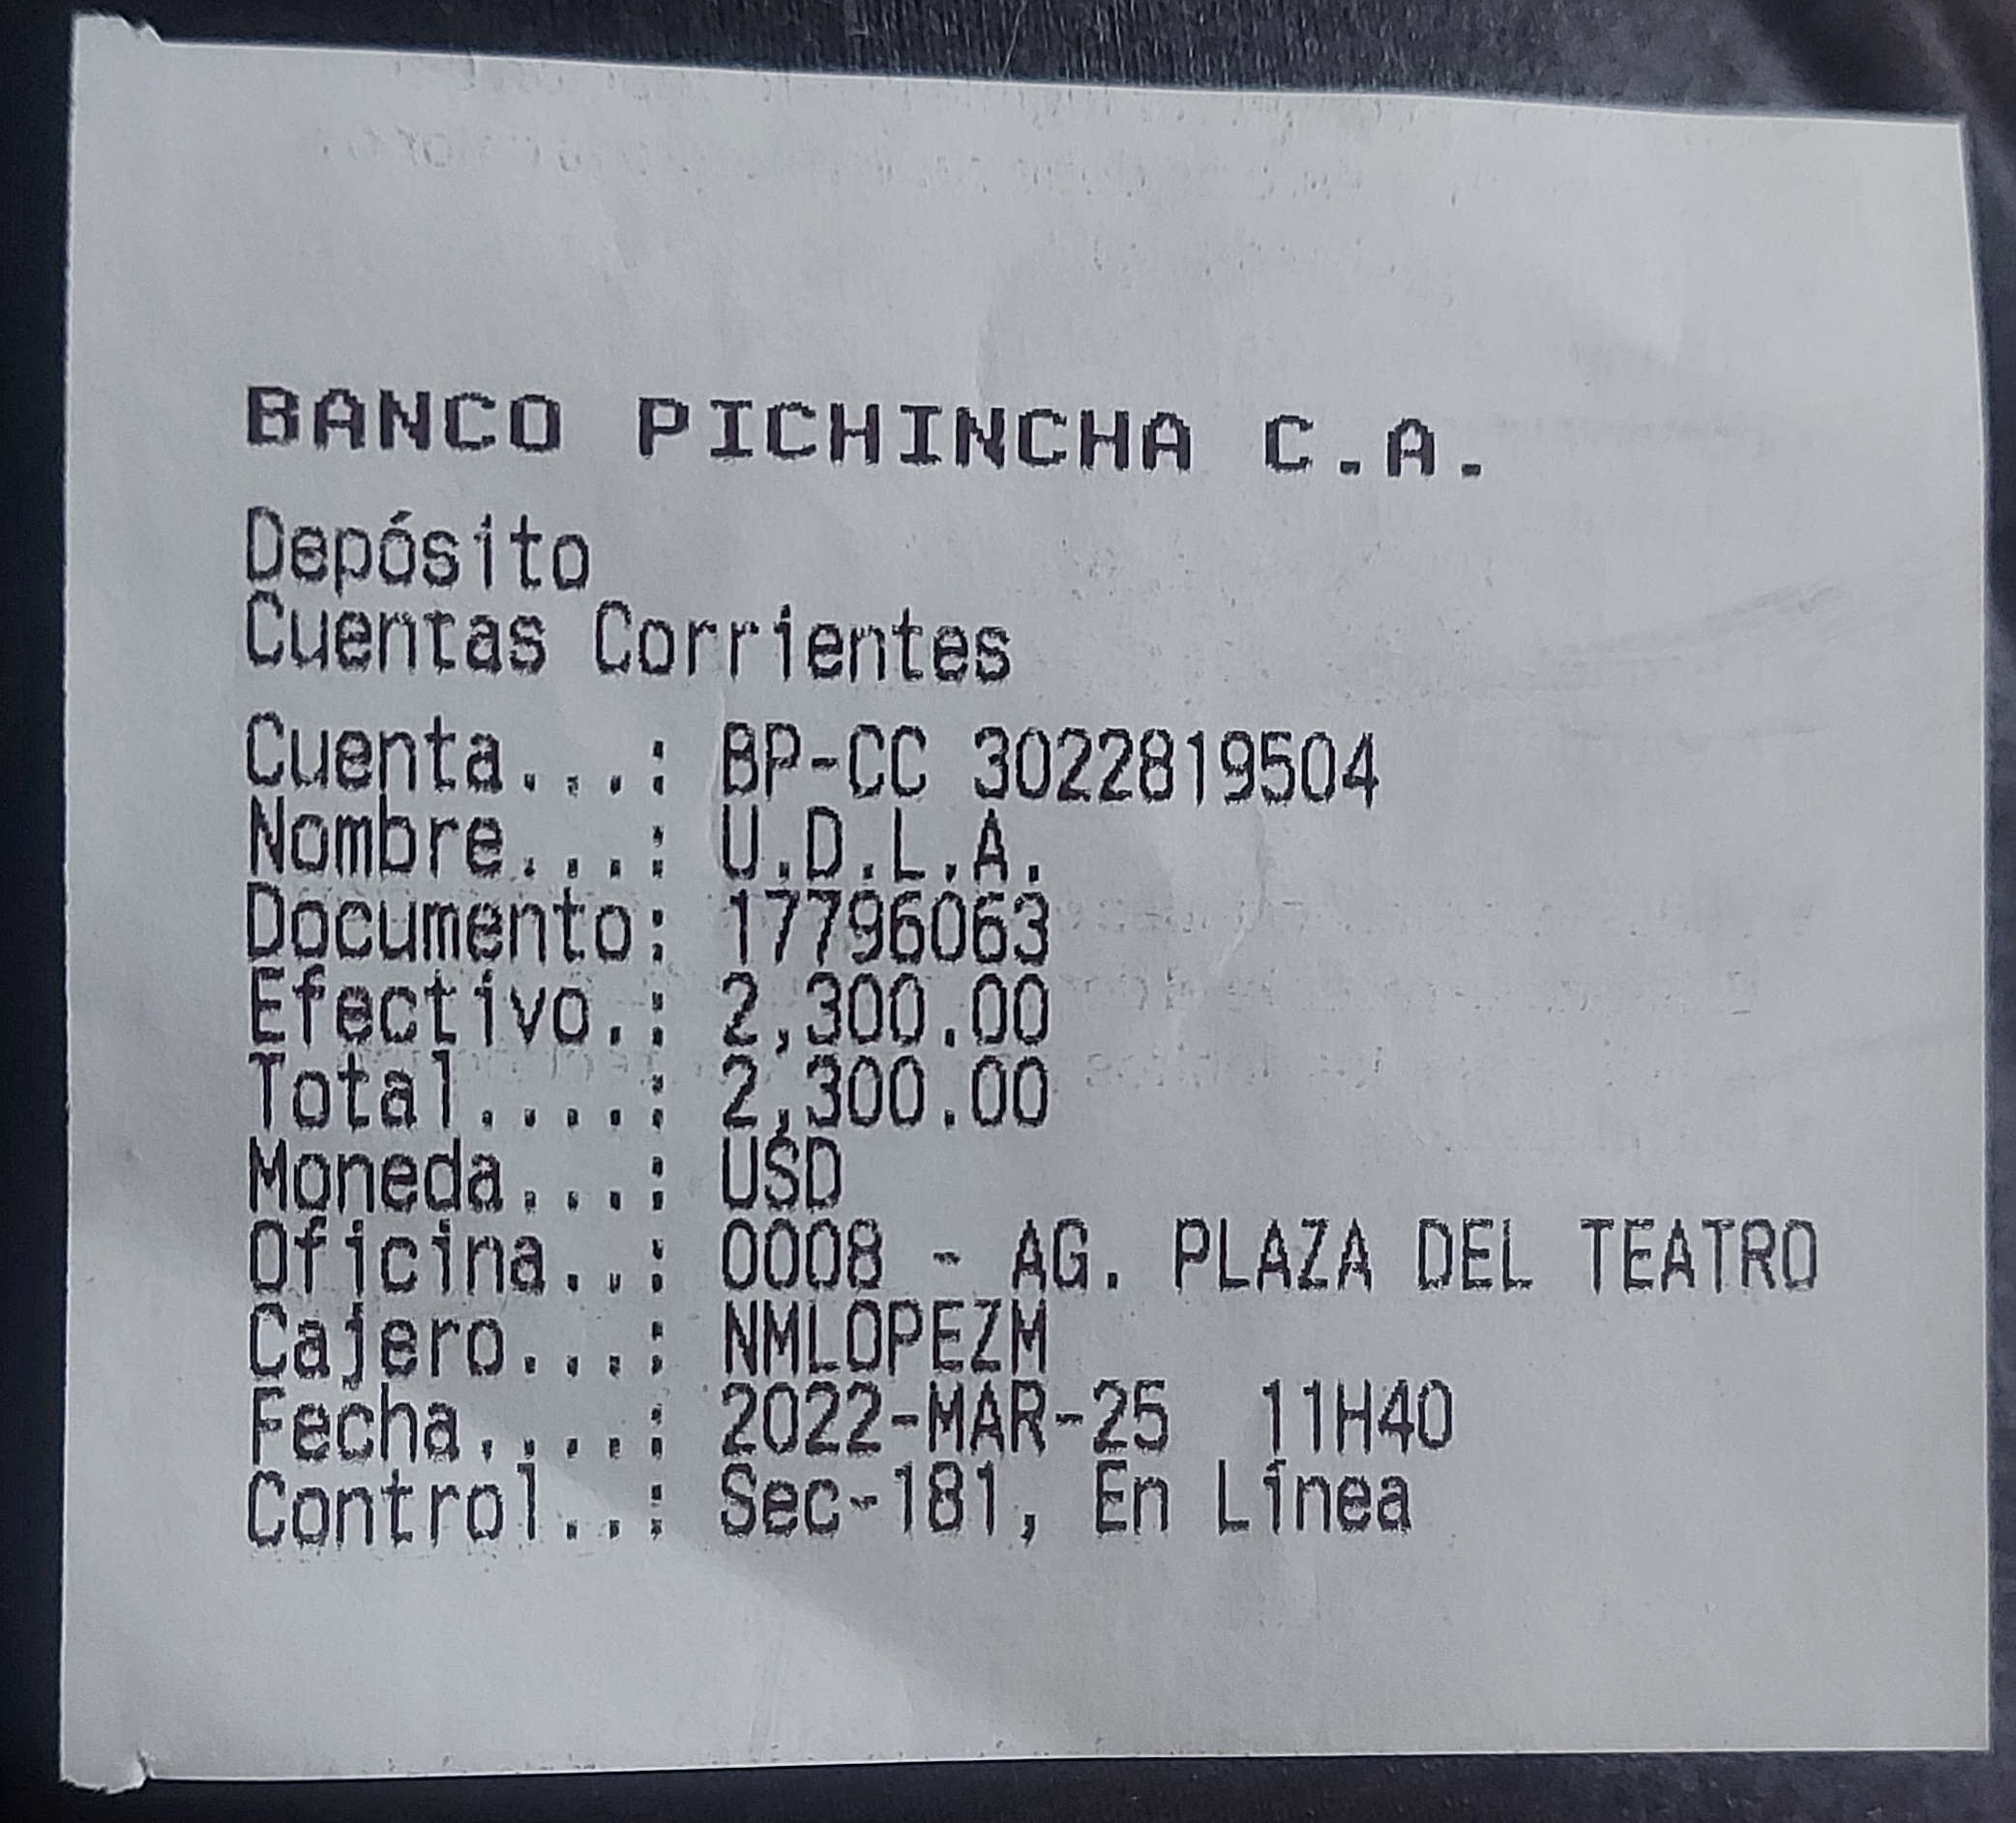 BANCO PICHINCHA C.A.
Depósito
Cuentas Corrientes
Cuenta...: BP-CC 3022819504
Nombre...: U.D.L.A.
Documento: 17796063
Efectivo.: 2,300.00
Total....: 2,300.00
Moneda...: USD
Oficina..: 0008 - AG. PLAZA DEL TEATRO
Cajero...: NMLOPEZM
Fecha....: 2022-MAR-25  11H40
Control..: Sec-181, En Línea